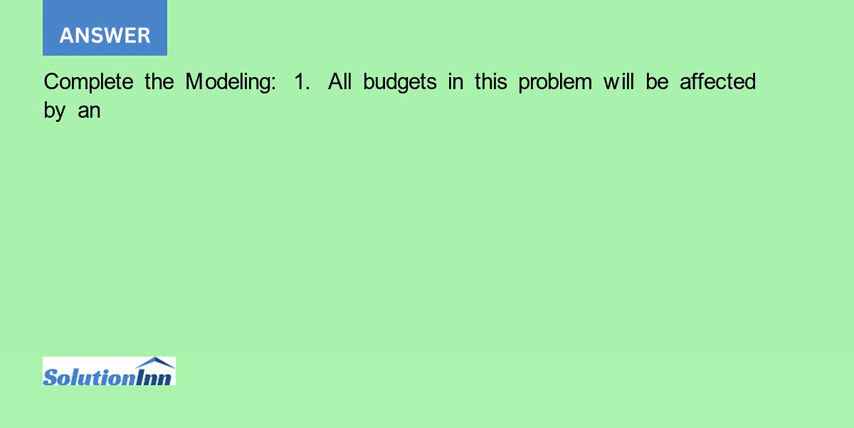 ANSWER
Complete the Modeling: 1. All budgets in this problem will be affected
by an
SolutionInn